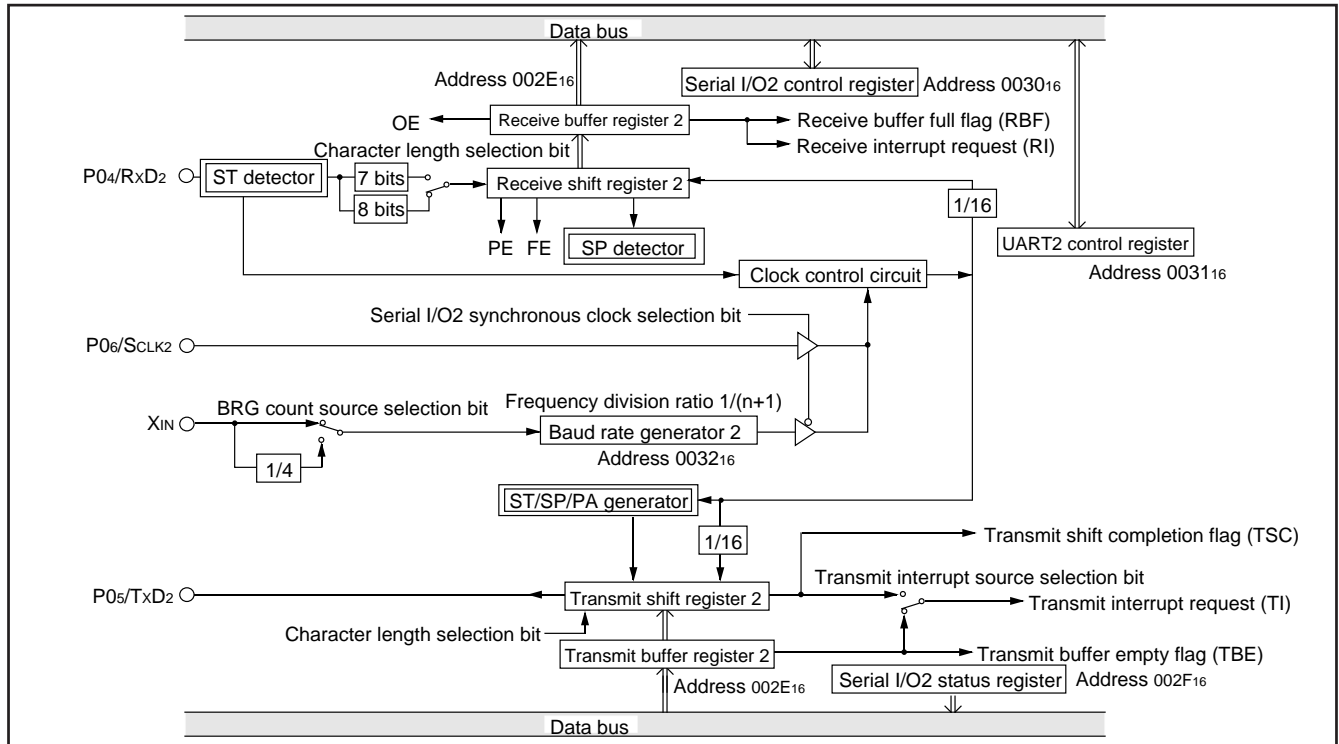 Data bus
Address 002E16
Serial I/O2 control register Address 003016
OE
Receive buffer register 2
Receive buffer full flag (RBF)
Receive interrupt request (RI)
Character length selection bit
P04/RXD2
ST detector
7 bits
8 bits
Receive shift register 2
1/16
PE FE
SP detector
UART2 control register
Address 003116
Clock control circuit
Serial I/O2 synchronous clock selection bit
P06/SCLK2
XIN
BRG count source selection bit
Frequency division ratio 1/(n+1)
Baud rate generator 2
Address 003216
1/4
ST/SP/PA generator
1/16
Transmit shift completion flag (TSC)
P05/TXD2
Transmit shift register 2
Transmit interrupt source selection bit
Transmit interrupt request (TI)
Character length selection bit
Transmit buffer register 2
Transmit buffer empty flag (TBE)
Address 002E16
Serial I/O2 status register Address 002F16
Data bus